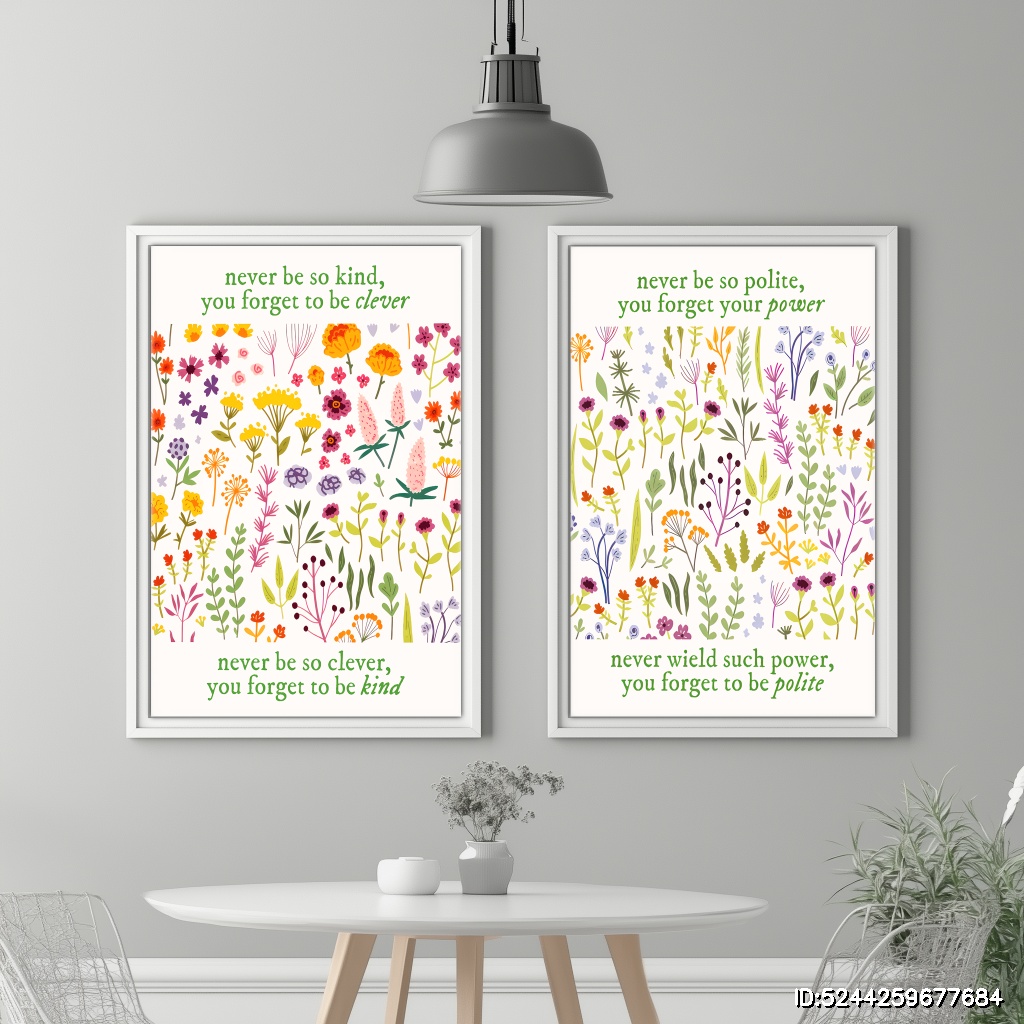 never be so kind,
you forget to be clever
never be so clever,
you forget to be kind
never be so polite,
you forget your power
never wield such power,
you forget to be polite
ID:5244259677684